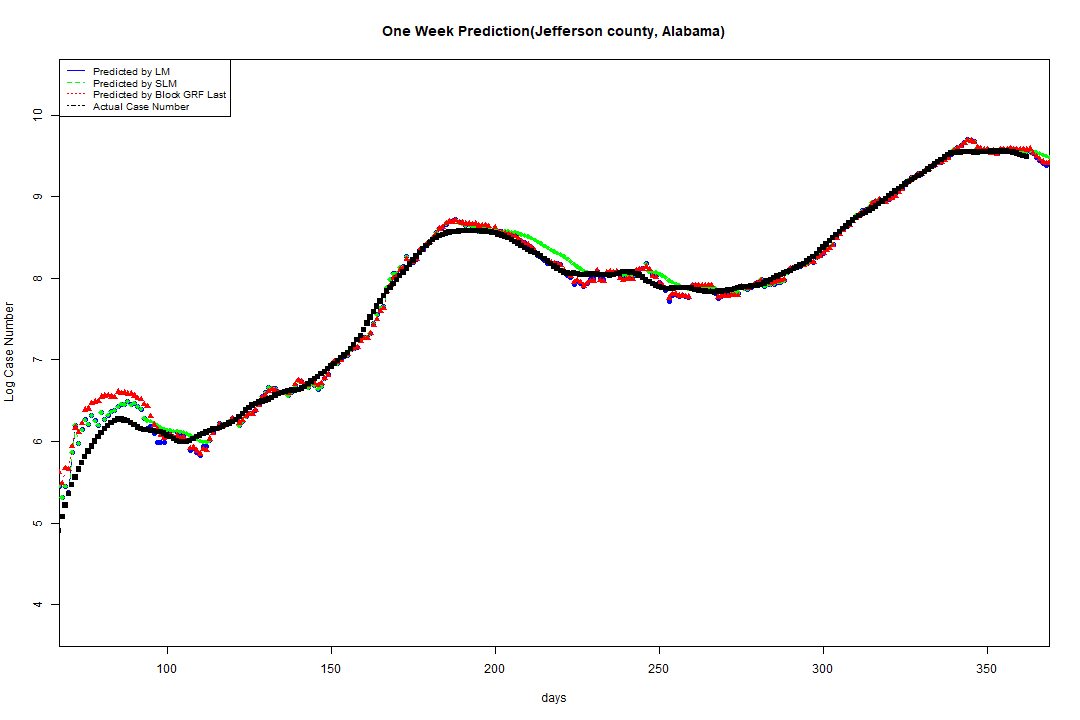 One Week Prediction(Jefferson county, Alabama)
Predicted by LM
Predicted by SLM
Predicted by Block GRF Last
Actual Case Number
10
9
8
7
6
5
4
Log Case Number
100 150 200 250 300 350
days